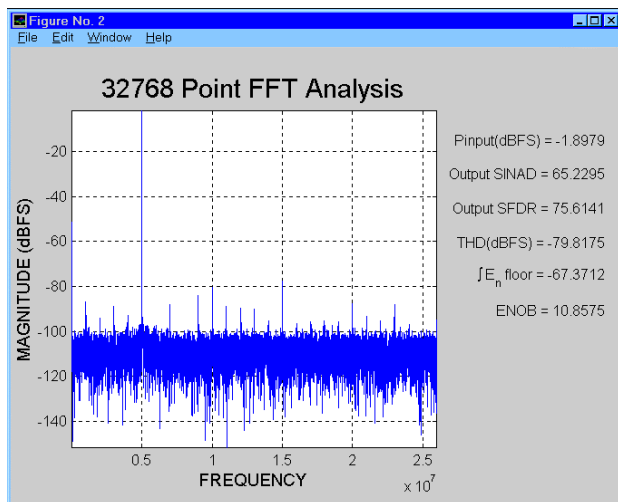 Figure No. 2
File Edit Window Help
32768 Point FFT Analysis
MAGNITUDE (dBFS)
-20
-40
-60
-80
-100
-120
-140
0.5 1 1.5 2 2.5
FREQUENCY
x 10^7
Pinput(dBFS) = -1.8979
Output SINAD = 65.2295
Output SFDR = 75.6141
THD(dBFS) = -79.8175
∫E_n floor = -67.3712
ENOB = 10.8575